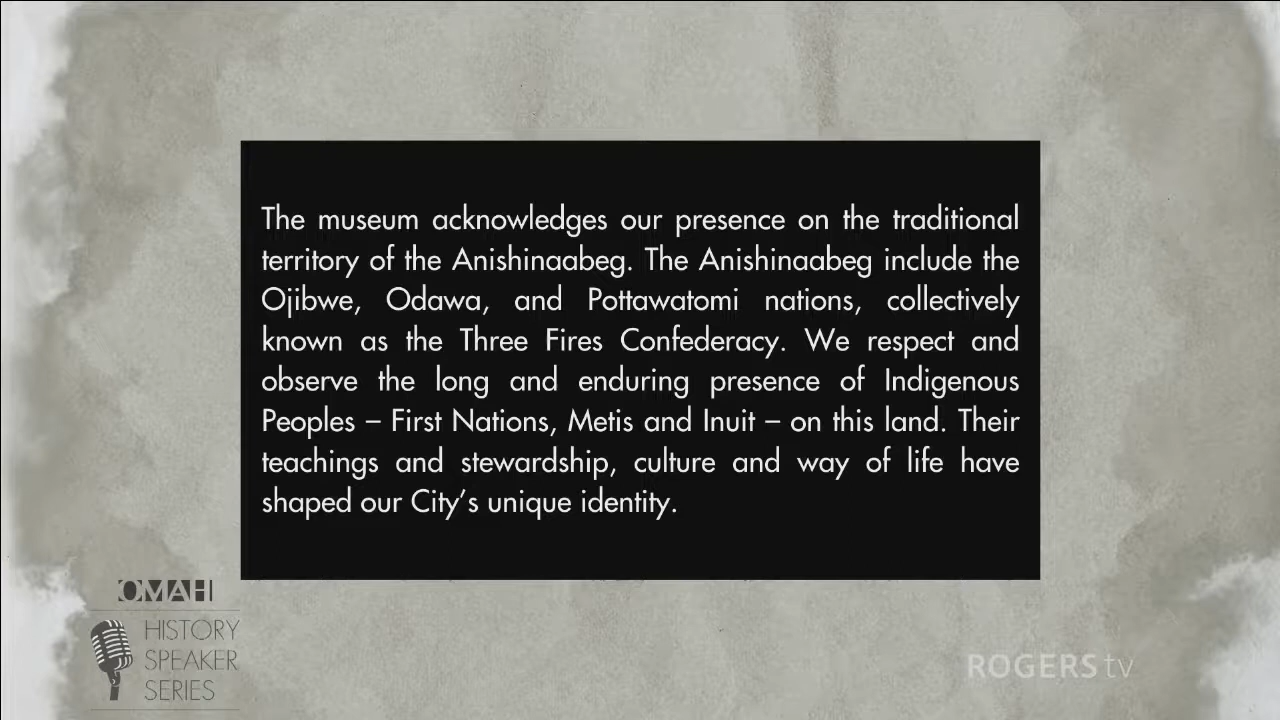 The museum acknowledges our presence on the traditional
territory of the Anishinaabeg. The Anishinaabeg include the
Ojibwe, Odawa, and Pottawatomi nations, collectively
known as the Three Fires Confederacy. We respect and
observe the long and enduring presence of Indigenous
Peoples – First Nations, Metis and Inuit – on this land. Their
teachings and stewardship, culture and way of life have
shaped our City’s unique identity.
OMAH
HISTORY
SPEAKER
SERIES
ROGERS tv